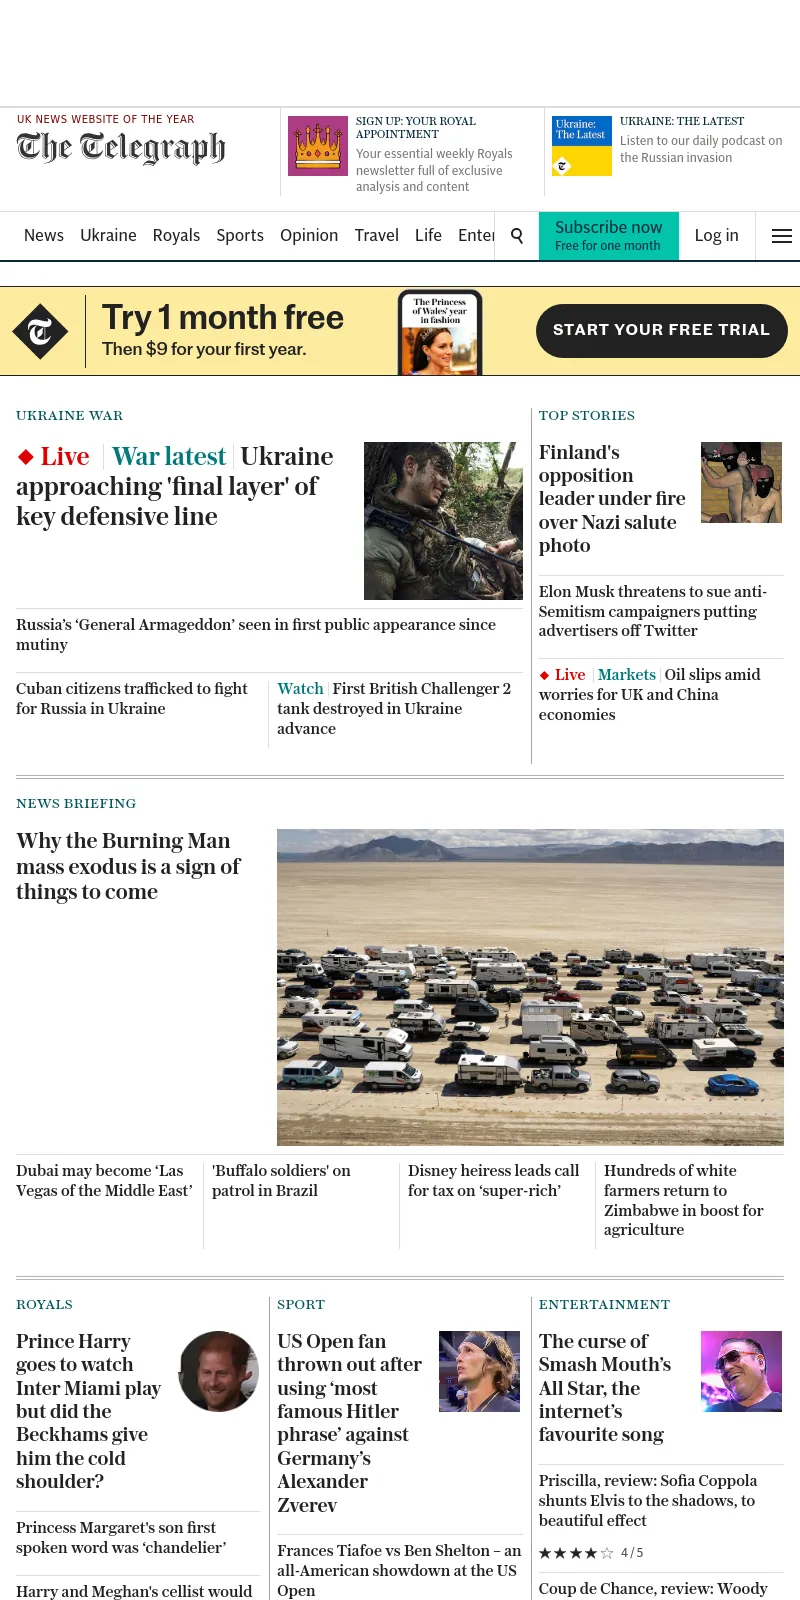 UK NEWS WEBSITE OF THE YEAR
The Telegraph
SIGN UP: YOUR ROYAL
APPOINTMENT
Your essential weekly Royals
newsletter full of exclusive
analysis and content
Ukraine:
The Latest
UKRAINE: THE LATEST
Listen to our daily podcast on
the Russian invasion
News Ukraine Royals Sports Opinion Travel Life Enter
Subscribe now
Free for one month
Log in
Try 1 month free
Then $9 for your first year.
The Princess
of Wales' year
in fashion
START YOUR FREE TRIAL
UKRAINE WAR
Live War latest Ukraine
approaching 'final layer' of
key defensive line
Russia’s ‘General Armageddon’ seen in first public appearance since
mutiny
Cuban citizens trafficked to fight
for Russia in Ukraine
Watch First British Challenger 2
tank destroyed in Ukraine
advance
TOP STORIES
Finland's
opposition
leader under fire
over Nazi salute
photo
Elon Musk threatens to sue anti-
Semitism campaigners putting
advertisers off Twitter
Live Markets Oil slips amid
worries for UK and China
economies
NEWS BRIEFING
Why the Burning Man
mass exodus is a sign of
things to come
Dubai may become ‘Las
Vegas of the Middle East’
'Buffalo soldiers' on
patrol in Brazil
Disney heiress leads call
for tax on ‘super-rich’
Hundreds of white
farmers return to
Zimbabwe in boost for
agriculture
ROYALS
Prince Harry
goes to watch
Inter Miami play
but did the
Beckhams give
him the cold
shoulder?
Princess Margaret's son first
spoken word was ‘chandelier’
Harry and Meghan's cellist would
SPORT
US Open fan
thrown out after
using ‘most
famous Hitler
phrase’ against
Germany’s
Alexander
Zverev
Frances Tiafoe vs Ben Shelton – an
all-American showdown at the US
Open
ENTERTAINMENT
The curse of
Smash Mouth’s
All Star, the
internet’s
favourite song
Priscilla, review: Sofia Coppola
shunts Elvis to the shadows, to
beautiful effect
4/5
Coup de Chance, review: Woody